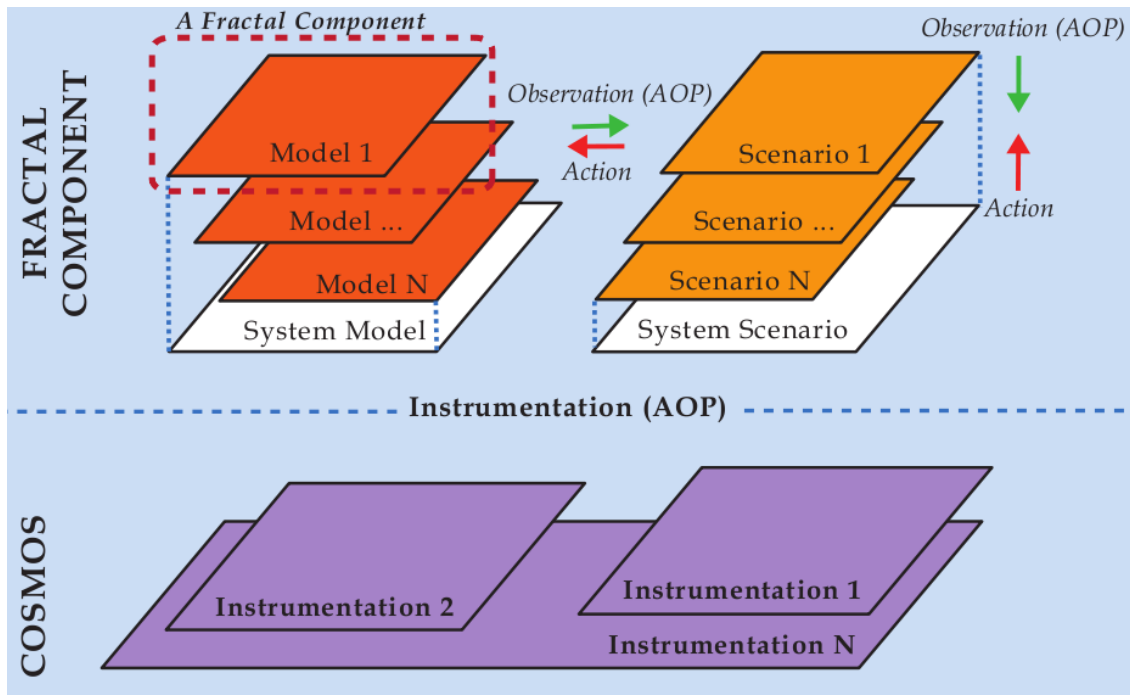 A Fractal Component
Observation (AOP)
FRACTAL
COMPONENT
Observation (AOP)
Action
Model 1
Model ...
Model N
System Model
Scenario 1
Scenario ...
Scenario N
System Scenario
Action
Instrumentation (AOP)
COSMOS
Instrumentation 2
Instrumentation 1
Instrumentation N